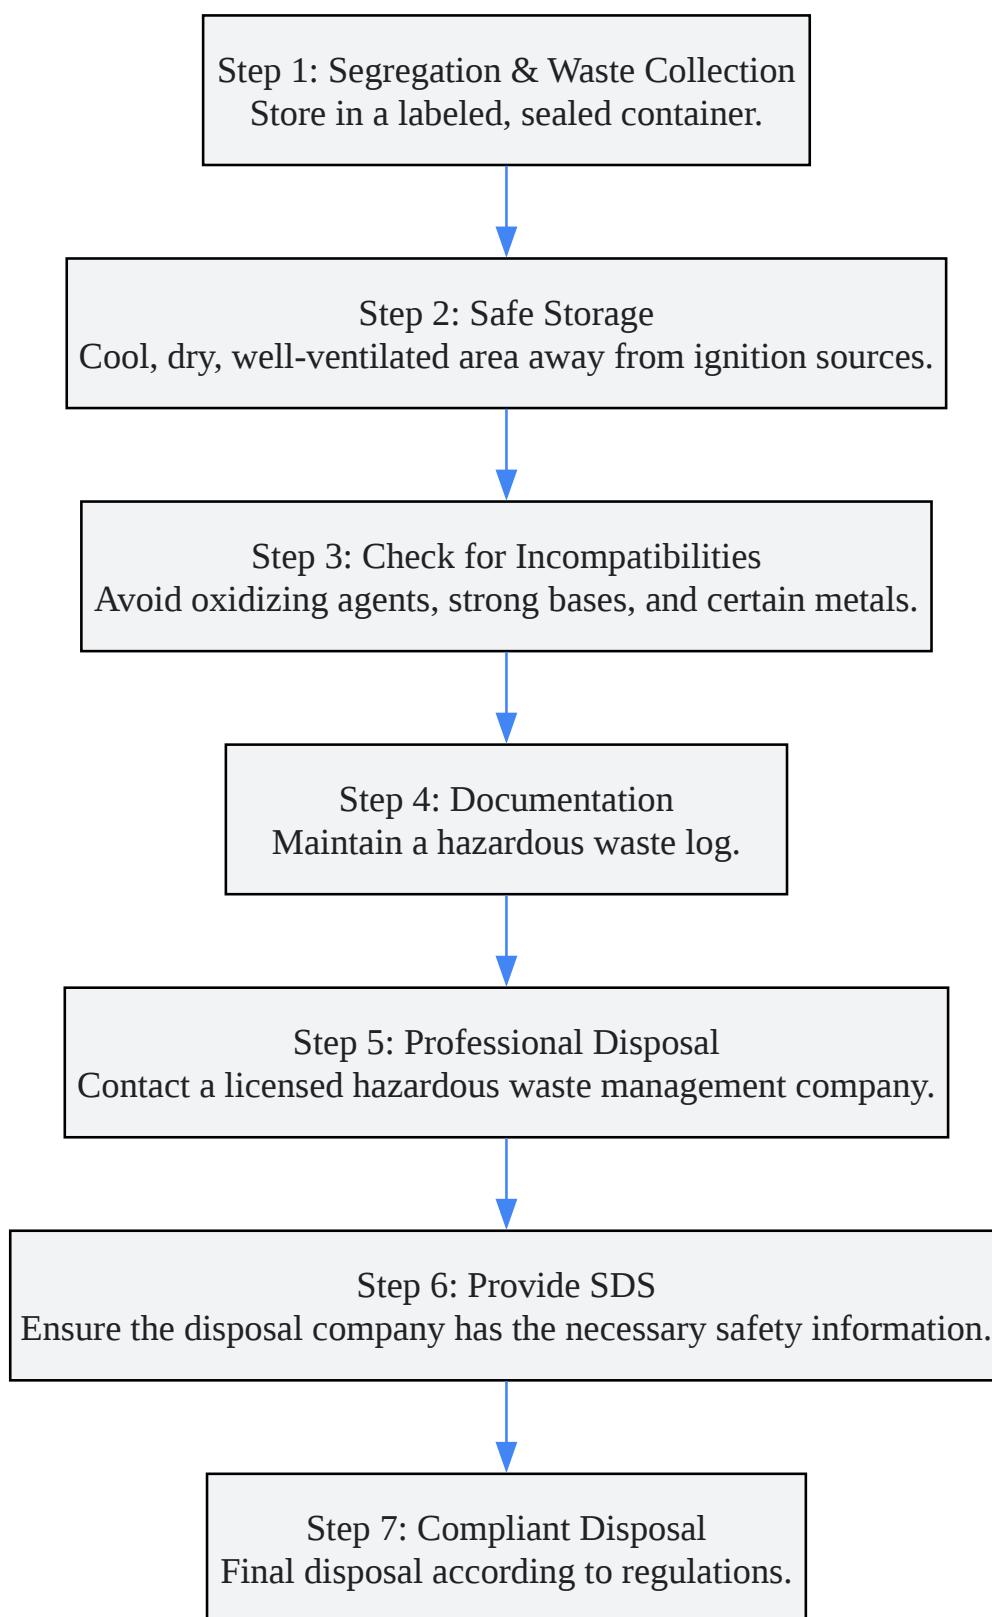 Step 1: Segregation & Waste Collection
Store in a labeled, sealed container.
Step 2: Safe Storage
Cool, dry, well-ventilated area away from ignition sources.
Step 3: Check for Incompatibilities
Avoid oxidizing agents, strong bases, and certain metals.
Step 4: Documentation
Maintain a hazardous waste log.
Step 5: Professional Disposal
Contact a licensed hazardous waste management company.
Step 6: Provide SDS
Ensure the disposal company has the necessary safety information.
Step 7: Compliant Disposal
Final disposal according to regulations.